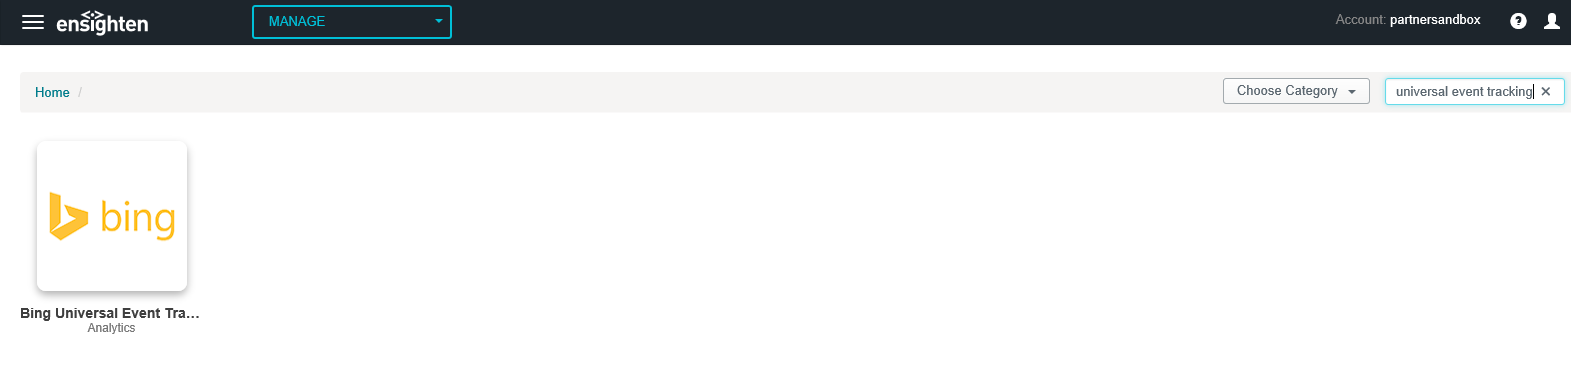 ensighten
MANAGE
Account: partnersandbox
?
Home /
Choose Category
universal event tracking ×
bing
Bing Universal Event Tra...
Analytics